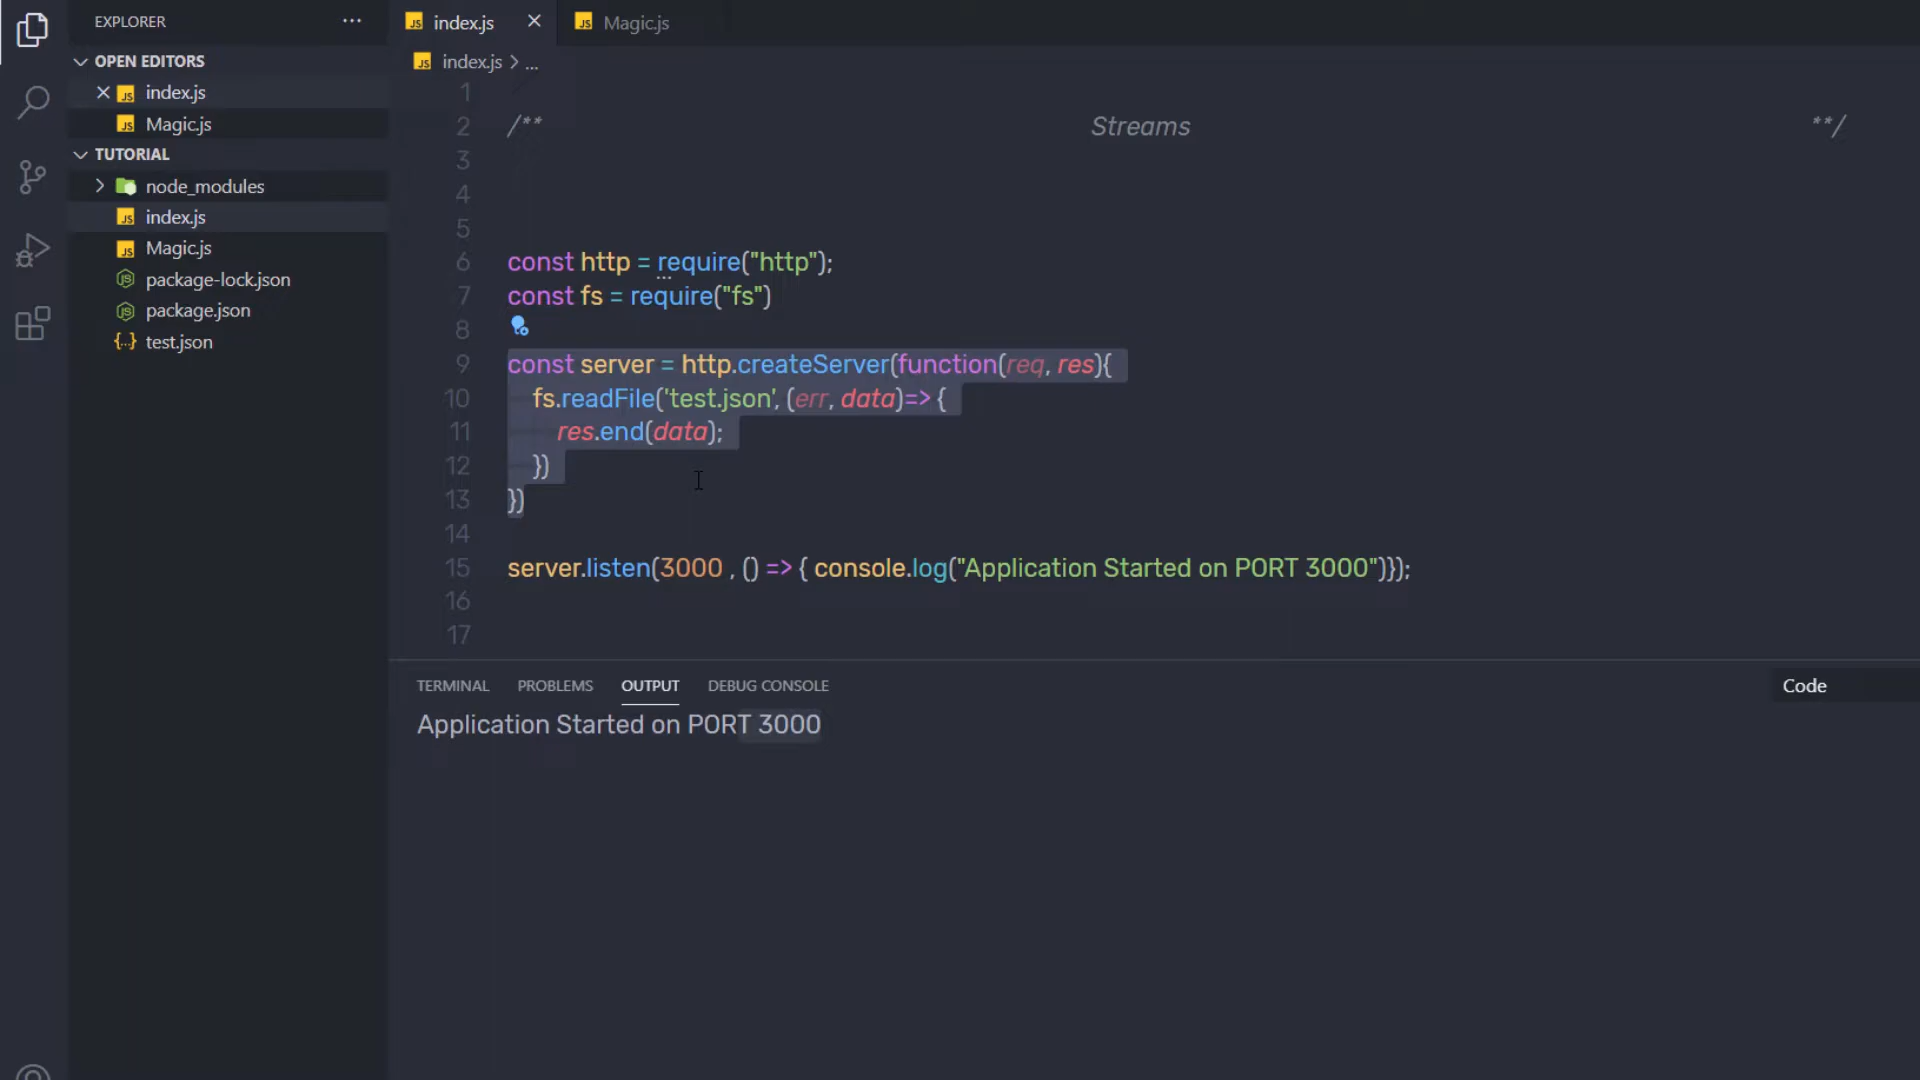 EXPLORER
OPEN EDITORS
index.js
Magic.js
TUTORIAL
node_modules
index.js
Magic.js
package-lock.json
package.json
test.json
index.js
Magic.js
index.js > ...
1
2 /** Streams **/
3
4
5
6 const http = require("http");
7 const fs = require("fs")
8
9 const server = http.createServer(function(req, res){
10 fs.readFile('test.json', (err, data)=> {
11 res.end(data);
12 })
13 })
14
15 server.listen(3000 , () => { console.log("Application Started on PORT 3000")});
16
17
TERMINAL PROBLEMS OUTPUT DEBUG CONSOLE Code
Application Started on PORT 3000